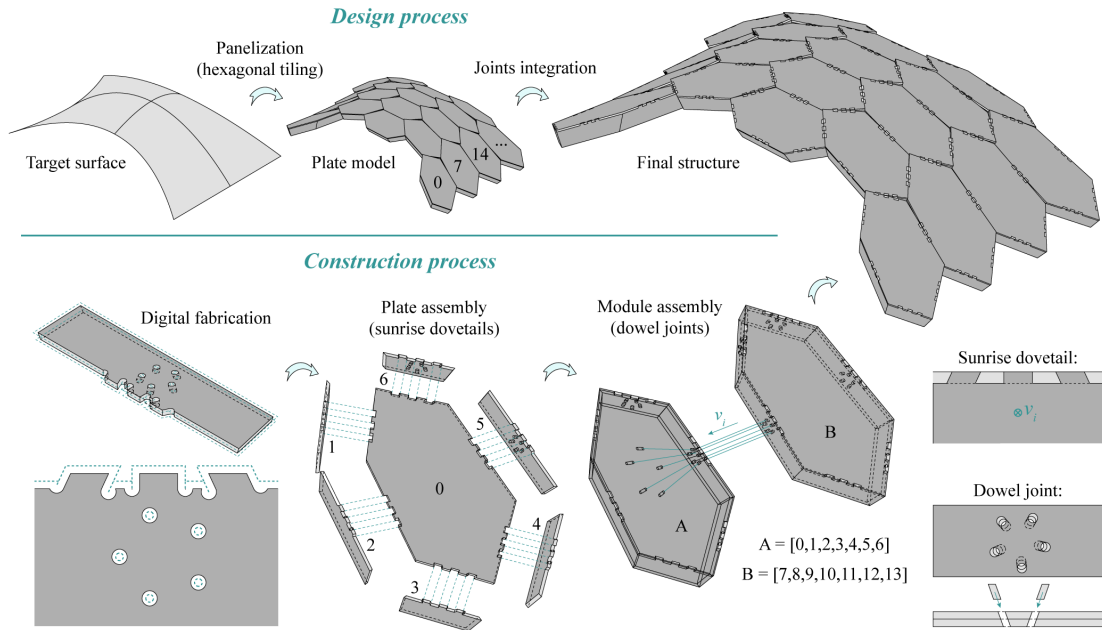 Design process
Panelization
(hexagonal tiling)
Joints integration
Target surface
Plate model
0
7
14
...
Final structure
Construction process
Digital fabrication
Plate assembly
(sunrise dovetails)
Module assembly
(dowel joints)
6
1
5
0
2
4
3
v_i
A
B
A = [0,1,2,3,4,5,6]
B = [7,8,9,10,11,12,13]
Sunrise dovetail:
⊗v_i
Dowel joint: